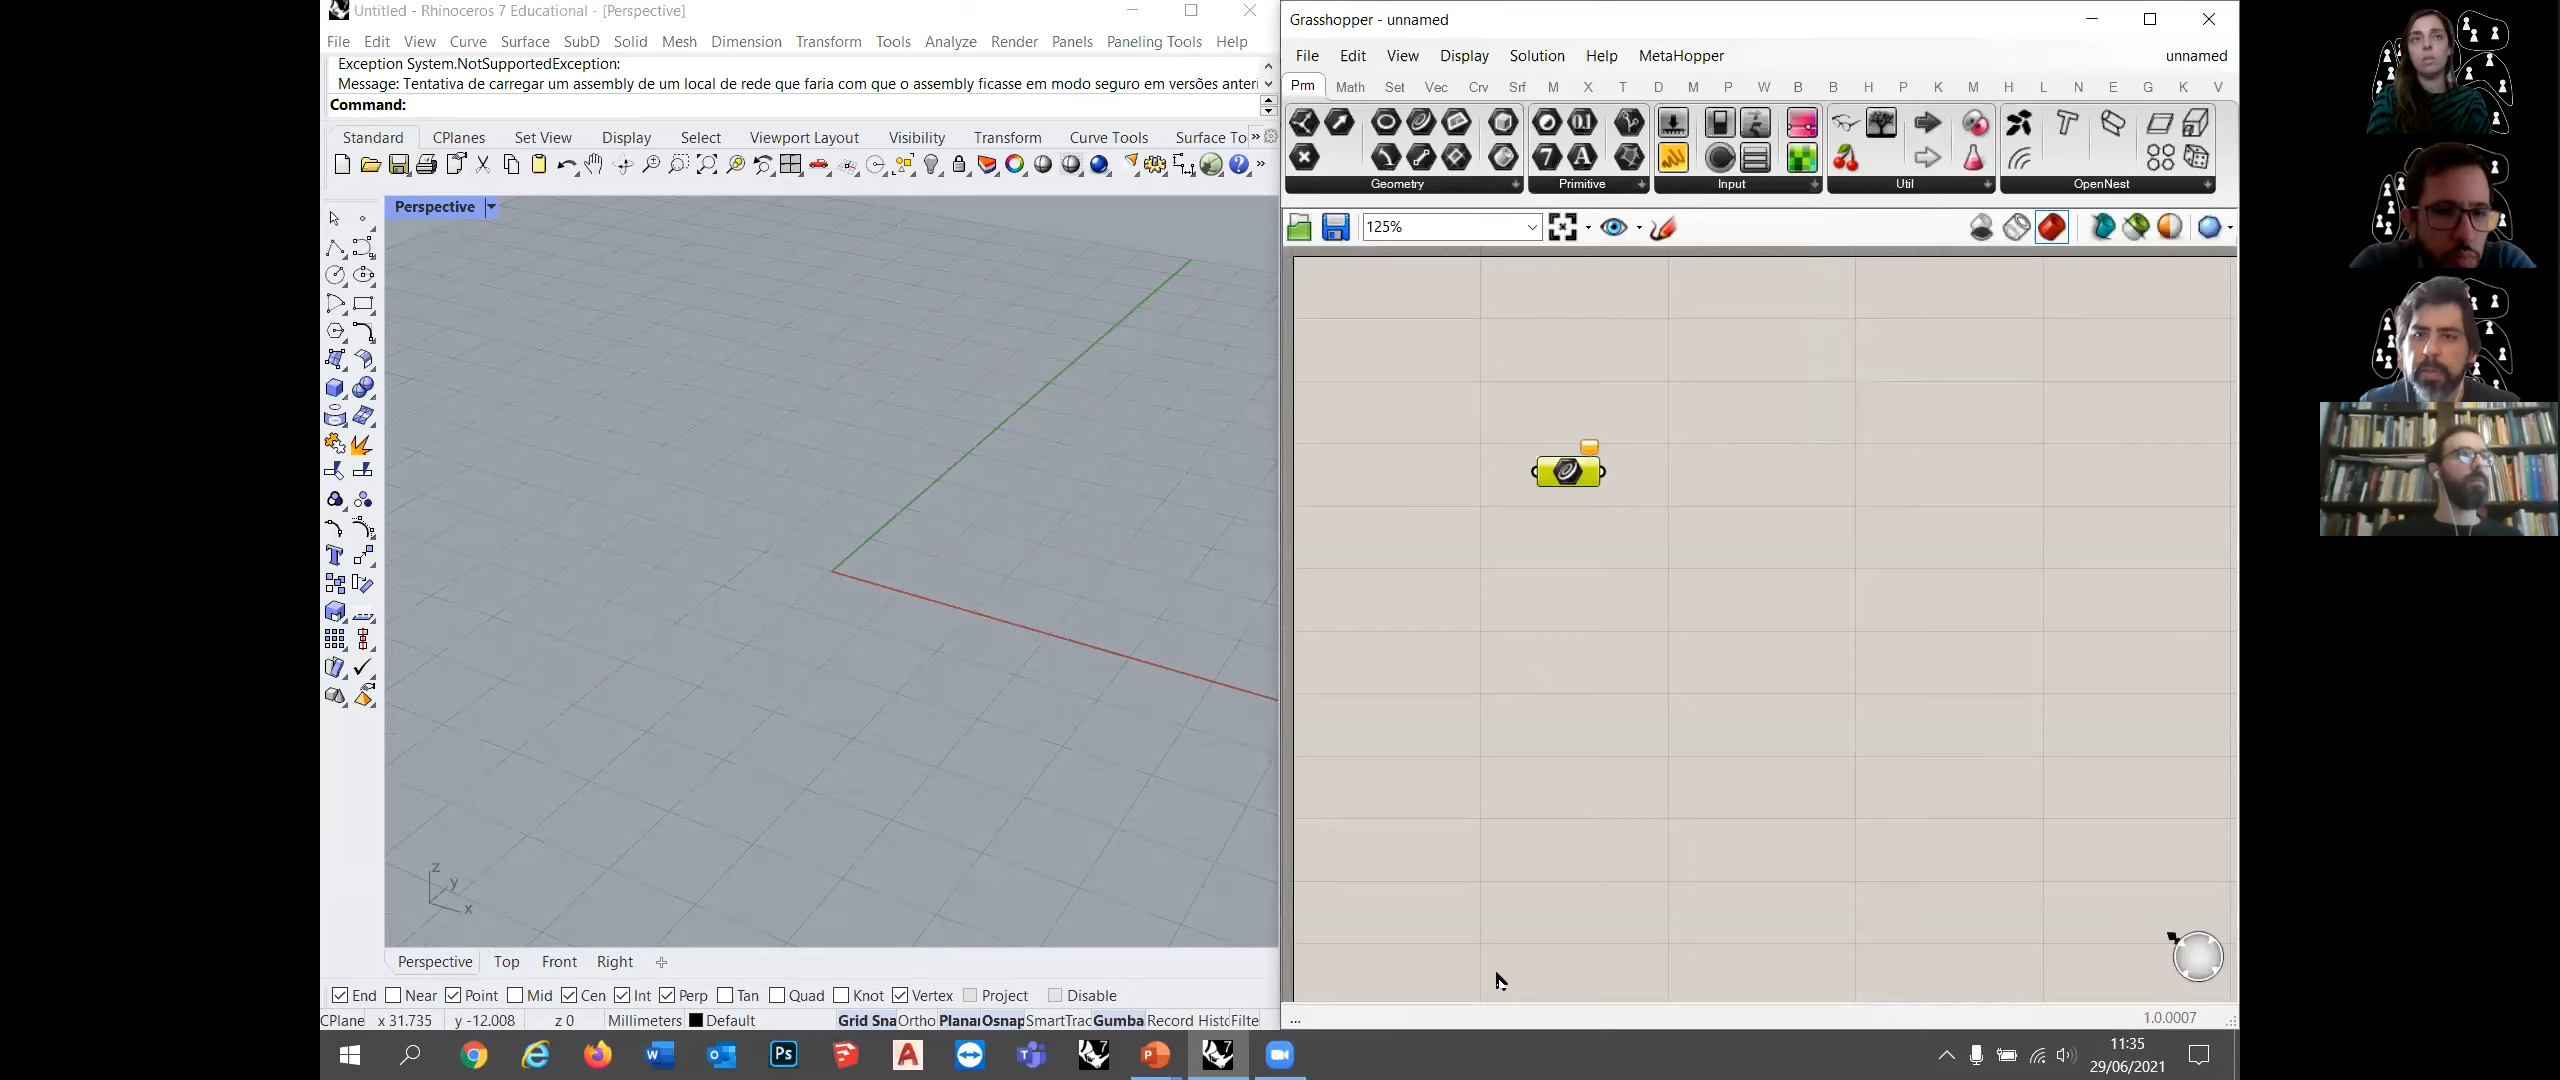 Untitled - Rhinoceros 7 Educational - [Perspective]
File Edit View Curve Surface SubD Solid Mesh Dimension Transform Tools Analyze Render Panels Paneling Tools Help
Exception System.NotSupportedException:
Message: Tentativa de carregar um assembly de um local de rede que faria com que o assembly ficasse em modo seguro em versões anteri
Command:
Standard CPlanes Set View Display Select Viewport Layout Visibility Transform Curve Tools Surface To
Perspective
z
y
x
Perspective Top Front Right
End Near Point Mid Cen Int Perp Tan Quad Knot Vertex Project Disable
CPlane x 31.735 y -12.008 z 0 Millimeters Default Grid Sna Ortho Planar Osnap SmartTrac Gumba Record Histo Filte
Grasshopper - unnamed
File Edit View Display Solution Help MetaHopper unnamed
Prm Math Set Vec Crv Srf M X T D M P W B B H P K M H L N E G K V
Geometry Primitive Input Util OpenNest
125%
...
1.0.0007
11:35
29/06/2021